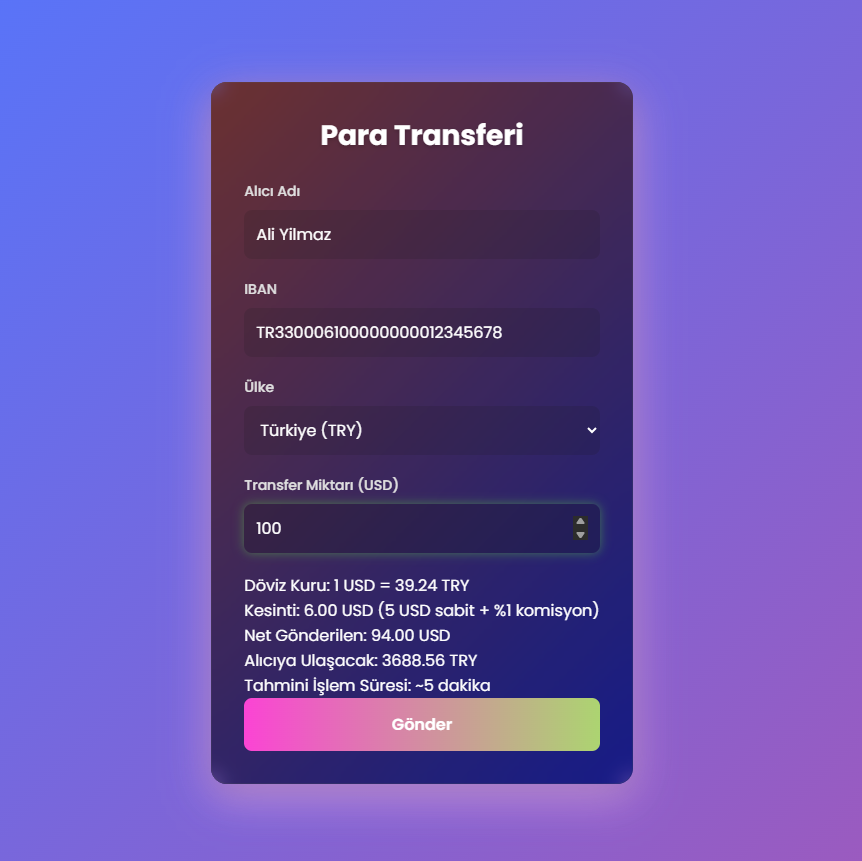 Para Transferi
Alıcı Adı
Ali Yilmaz
IBAN
TR330006100000000012345678
Ülke
Türkiye (TRY)
Transfer Miktarı (USD)
100
Döviz Kuru: 1 USD = 39.24 TRY
Kesinti: 6.00 USD (5 USD sabit + %1 komisyon)
Net Gönderilen: 94.00 USD
Alıcıya Ulaşacak: 3688.56 TRY
Tahmini İşlem Süresi: ~5 dakika
Gönder